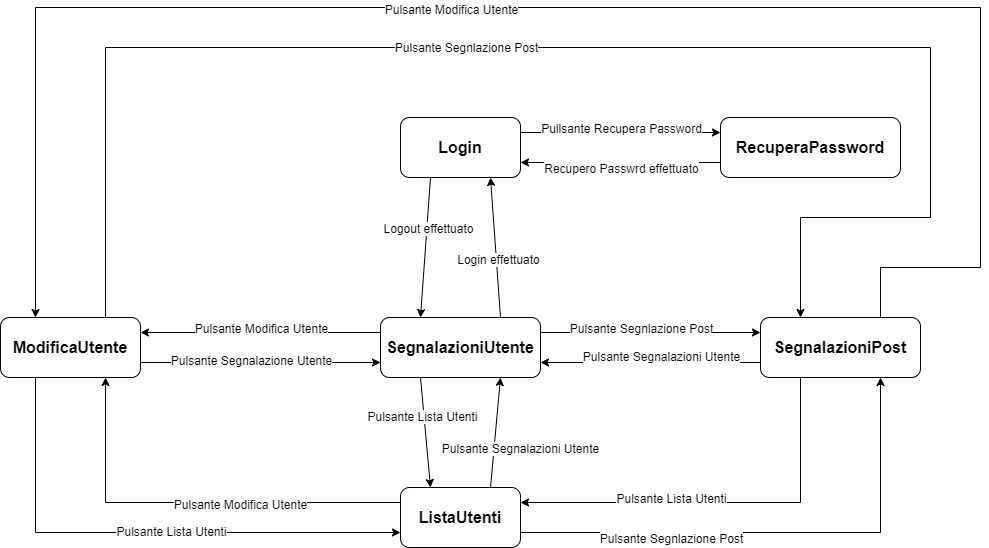 Pulsante Modifica Utente
Pulsante Segnlazione Post
Login
Pullsante Recupera Password
RecuperaPassword
Recupero Passwrd effettuato
Logout effettuato
Login effettuato
ModificaUtente
Pulsante Modifica Utente
Pulsante Segnalazione Utente
SegnalazioniUtente
Pulsante Segnlazione Post
Pulsante Segnalazioni Utente
SegnalazioniPost
Pulsante Lista Utenti
Pulsante Segnalazioni Utente
Pulsante Modifica Utente
Pulsante Lista Utenti
ListaUtenti
Pulsante Lista Utenti
Pulsante Segnlazione Post